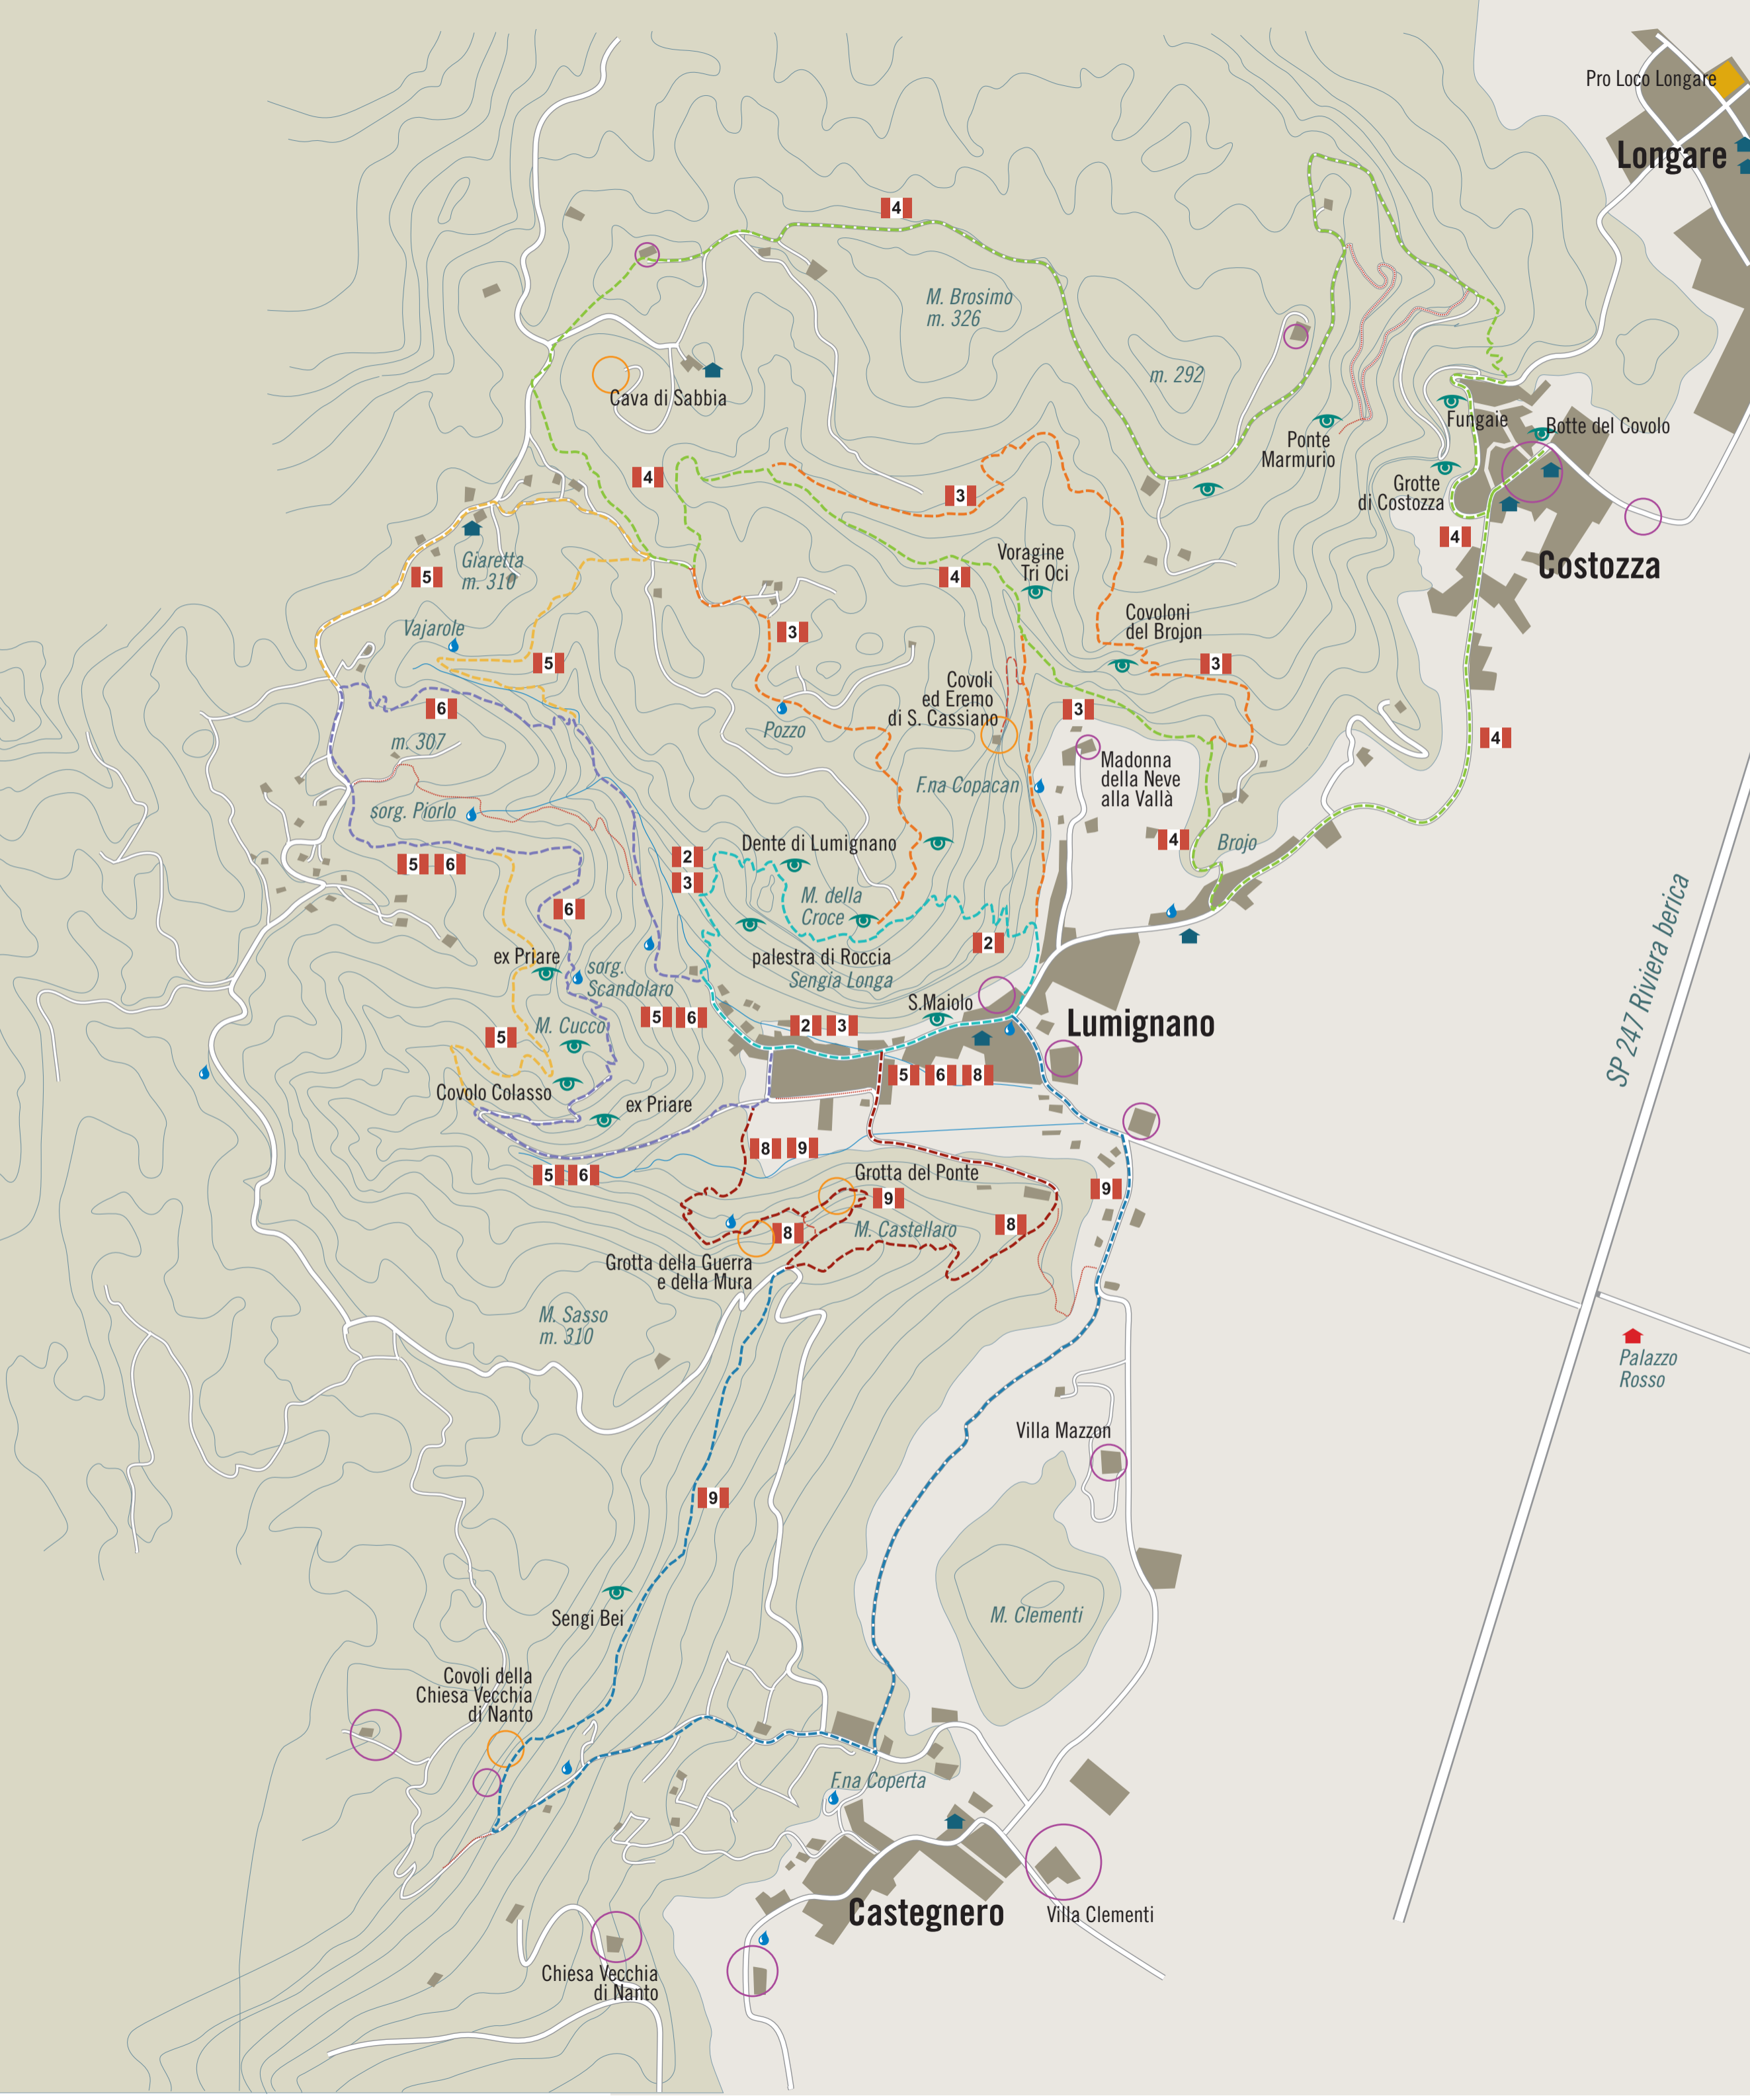 Pro Loco Longare
Longare
4
M. Brosimo
m. 326
m. 292
Cava di Sabbia
Fungaie
Botte del Covolo
Ponte
Marmurio
Grotte
di Costozza
4
3
4
Costozza
Voragine
Tri Oci
Giaretta
m. 310
5
4
Covoloni
del Brojon
Vajarole
3
5
3
Covoli
ed Eremo
di S. Cassiano
6
3
Pozzo
m. 307
4
Madonna
della Neve
alla Vallà
F.na Copacan
sorg. Piorlo
Dente di Lumignano
4
Brojo
2
3
5 6
M. della
Croce
6
2
SP 247 Riviera berica
ex Priare
palestra di Roccia
Sengia Longa
sorg.
Scandolaro
S.Maiolo
5 6
2 3
Lumignano
M. Cucco
5
5 6 8
Covolo Colasso
ex Priare
8 9
5 6
Grotta del Ponte
9
9
8
8
M. Castellaro
Grotta della Guerra
e della Mura
M. Sasso
m. 310
Palazzo
Rosso
Villa Mazzon
9
Sengi Bei
M. Clementi
Covoli della
Chiesa Vecchia
di Nanto
F.na Coperta
Castegnero
Villa Clementi
Chiesa Vecchia
di Nanto